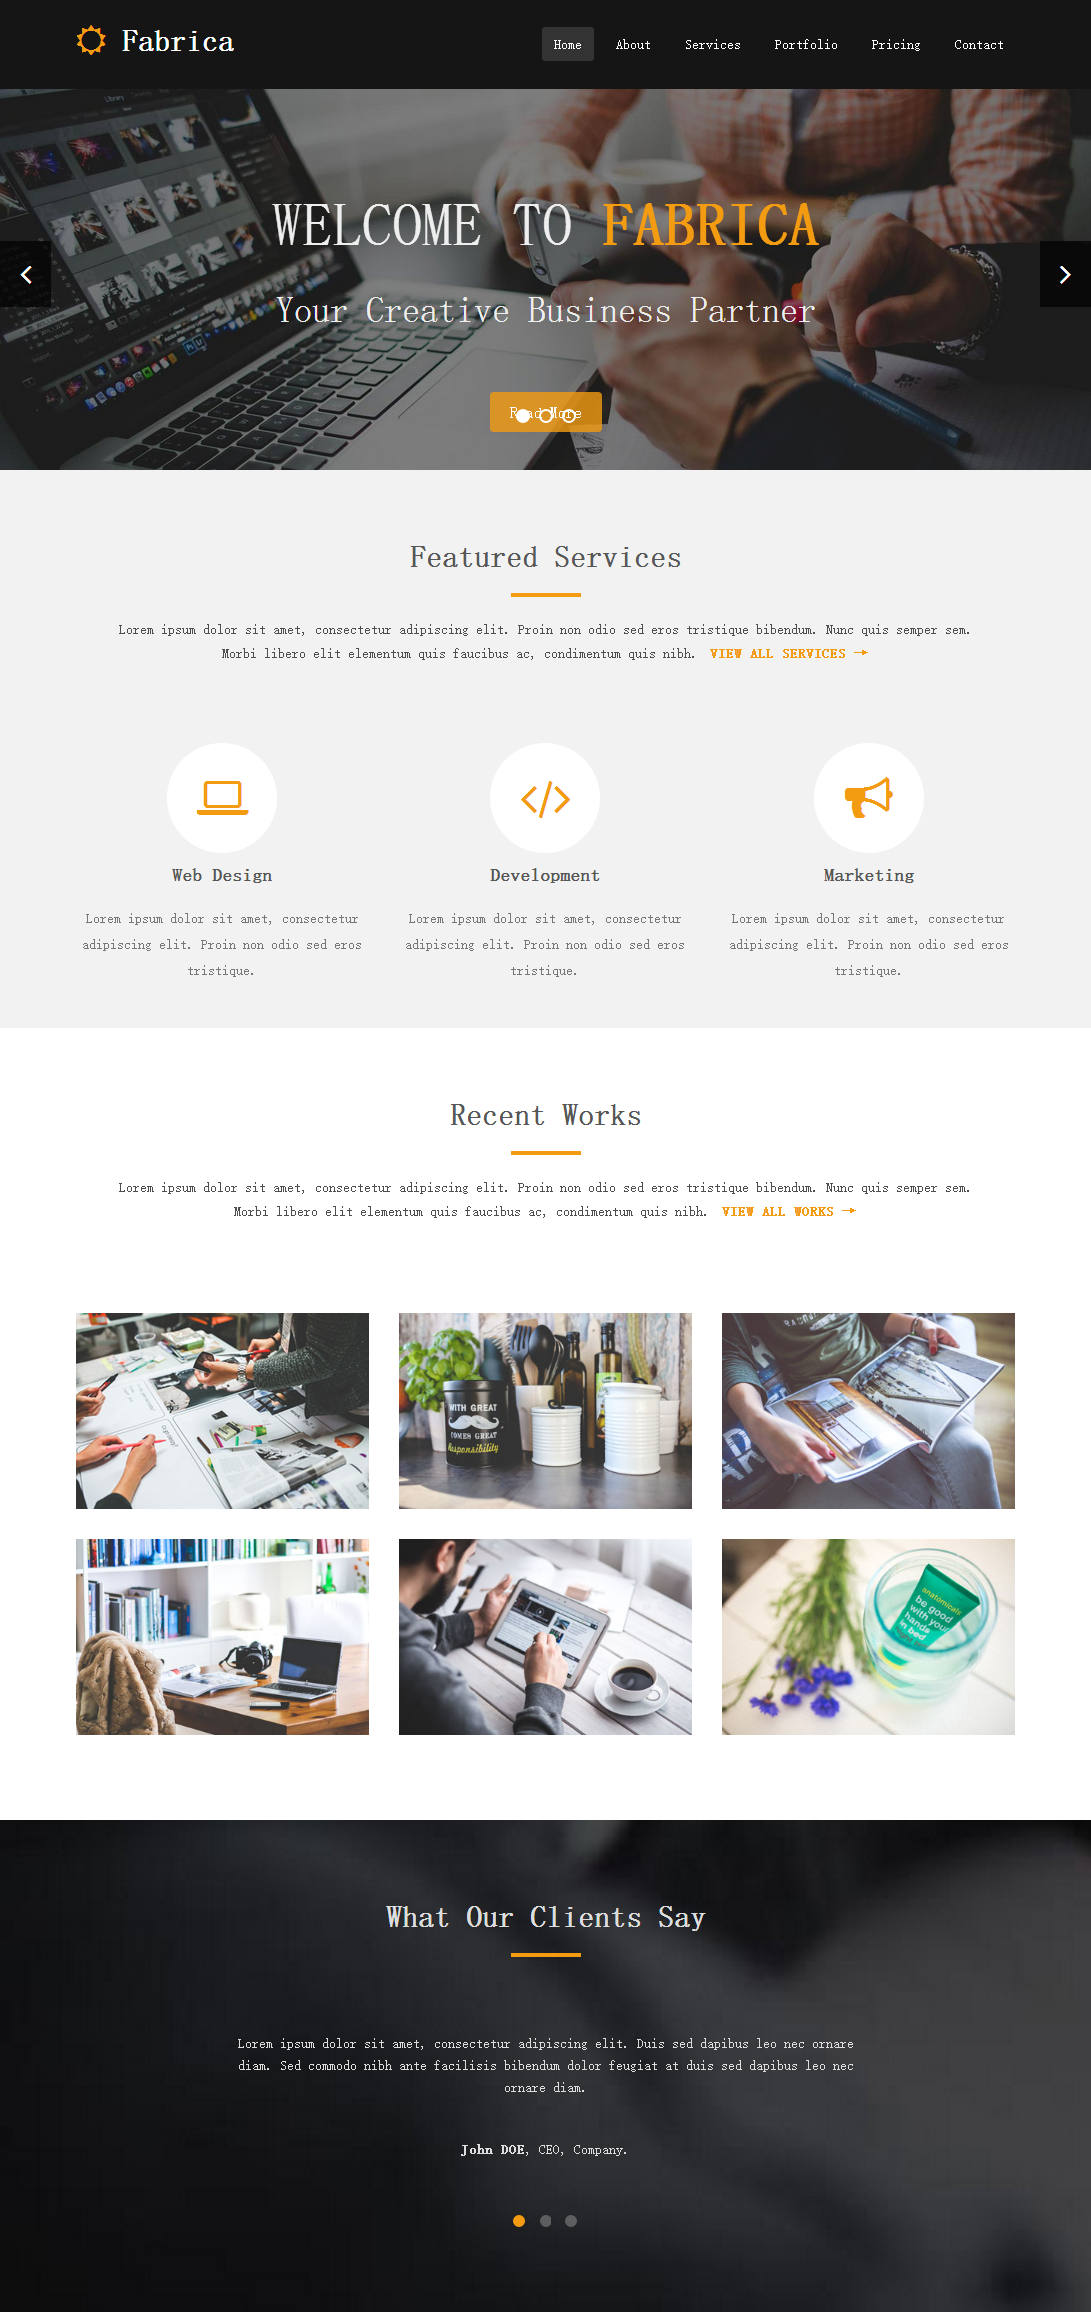 Fabrica
Home
About
Services
Portfolio
Pricing
Contact
WELCOME TO FABRICA
Your Creative Business Partner
Read More
Featured Services
Lorem ipsum dolor sit amet, consectetur adipiscing elit. Proin non odio sed eros tristique bibendum. Nunc quis semper sem.
Morbi libero elit elementum quis faucibus ac, condimentum quis nibh. VIEW ALL SERVICES →
Web Design
Lorem ipsum dolor sit amet, consectetur
adipiscing elit. Proin non odio sed eros
tristique.
Development
Lorem ipsum dolor sit amet, consectetur
adipiscing elit. Proin non odio sed eros
tristique.
Marketing
Lorem ipsum dolor sit amet, consectetur
adipiscing elit. Proin non odio sed eros
tristique.
Recent Works
Lorem ipsum dolor sit amet, consectetur adipiscing elit. Proin non odio sed eros tristique bibendum. Nunc quis semper sem.
Morbi libero elit elementum quis faucibus ac, condimentum quis nibh. VIEW ALL WORKS →
WITH GREAT
COMES GREAT
Responsibility
anatomicals
be good
with your
hands
in bed
What Our Clients Say
Lorem ipsum dolor sit amet, consectetur adipiscing elit. Duis sed dapibus leo nec ornare
diam. Sed commodo nibh ante facilisis bibendum dolor feugiat at duis sed dapibus leo nec
ornare diam.
John DOE, CEO, Company.